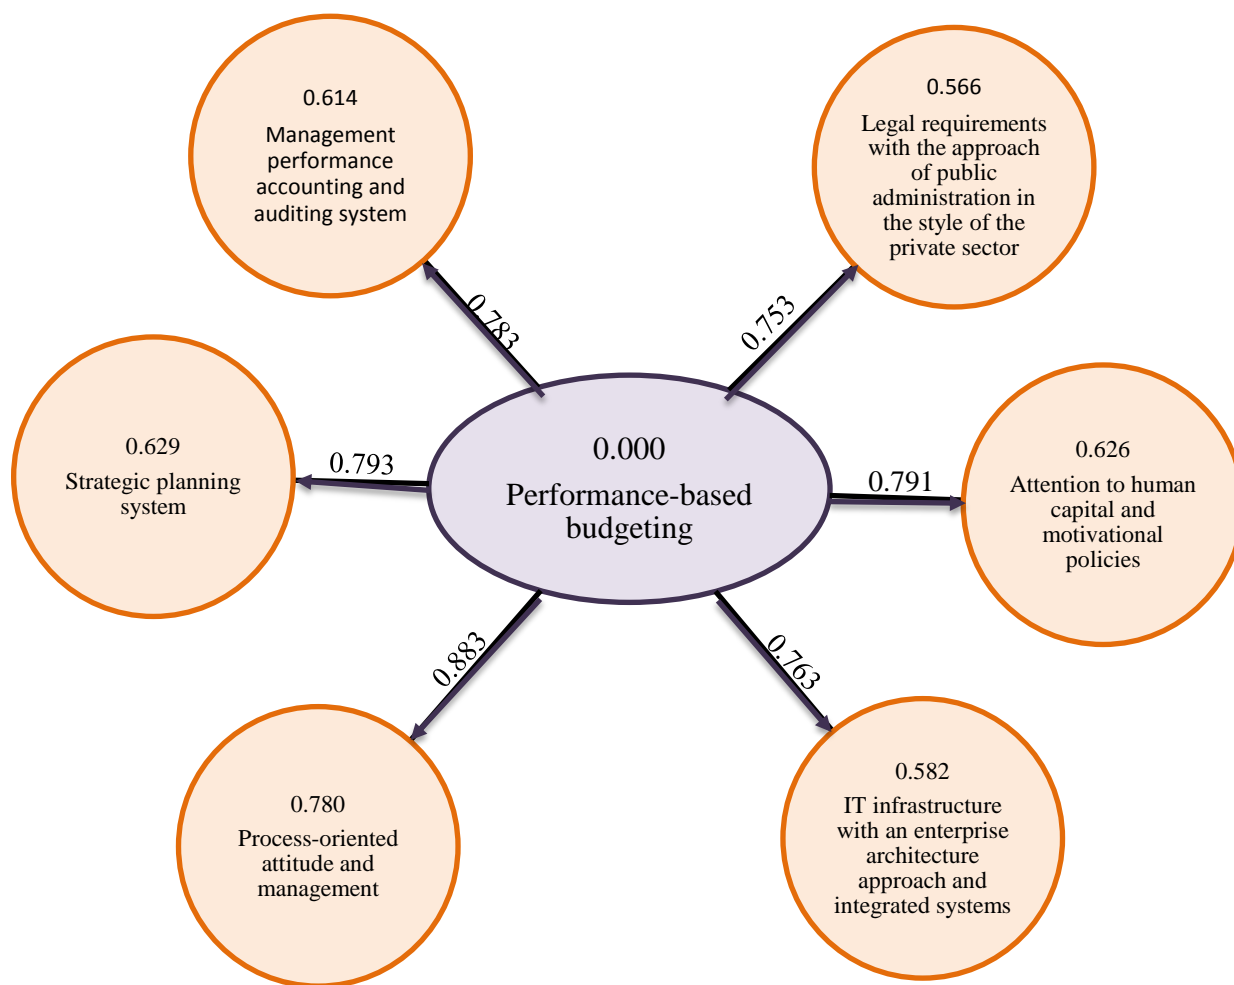 0.614
Management
performance
accounting and
auditing system
0.566
Legal requirements
with the approach
of public
administration in
the style of the
private sector
0.783
0.753
0.629
Strategic planning
system
0.793
0.000
Performance-based
budgeting
0.791
0.626
Attention to human
capital and
motivational
policies
0.883
0.763
0.780
Process-oriented
attitude and
management
0.582
IT infrastructure
with an enterprise
architecture
approach and
integrated systems